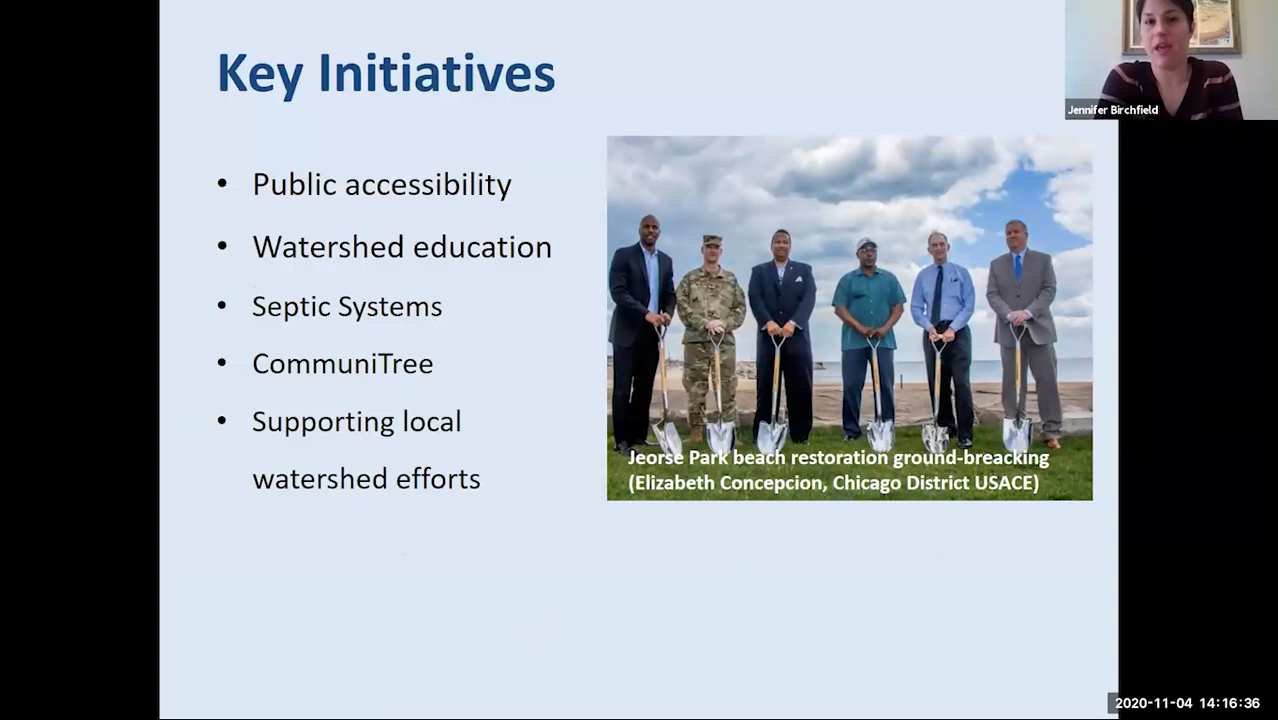 Key Initiatives
• Public accessibility
• Watershed education
• Septic Systems
• CommuniTree
• Supporting local
watershed efforts
Jeorse Park beach restoration ground-breacking
(Elizabeth Concepcion, Chicago District USACE)
Jennifer Birchfield
2020-11-04 14:16:36